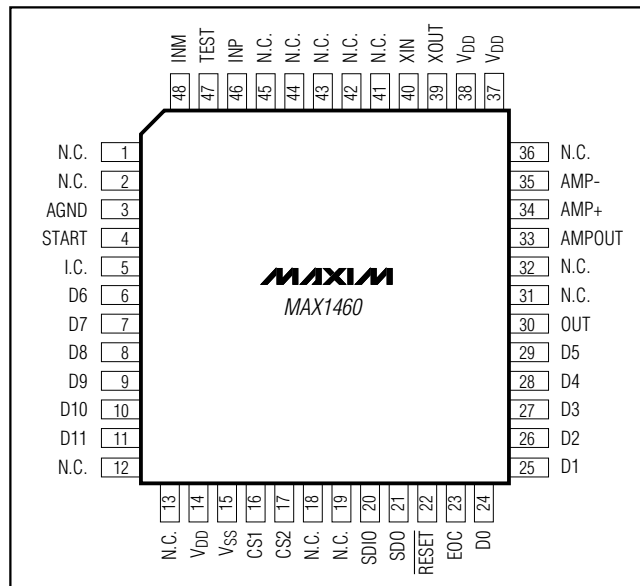 48 INM
47 TEST
46 INP
45 N.C.
44 N.C.
43 N.C.
42 N.C.
41 N.C.
40 XIN
39 XOUT
38 VDD
37 VDD
N.C. 1
N.C. 2
AGND 3
START 4
I.C. 5
D6 6
D7 7
D8 8
D9 9
D10 10
D11 11
N.C. 12
MAXIM
MAX1460
36 N.C.
35 AMP-
34 AMP+
33 AMPOUT
32 N.C.
31 N.C.
30 OUT
29 D5
28 D4
27 D3
26 D2
25 D1
N.C. 13
VDD 14
VSS 15
CS1 16
CS2 17
N.C. 18
N.C. 19
SDIO 20
SDO 21
RESET 22
EOC 23
D0 24